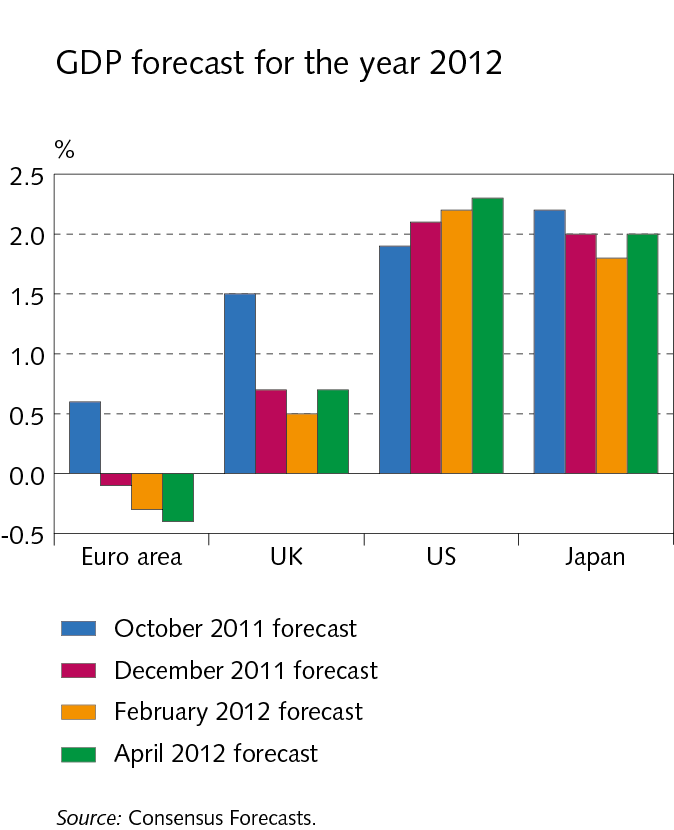 GDP forecast for the year 2012
%
2.5
2.0
1.5
1.0
0.5
0.0
-0.5
Euro area UK US Japan
October 2011 forecast
December 2011 forecast
February 2012 forecast
April 2012 forecast
Source: Consensus Forecasts.